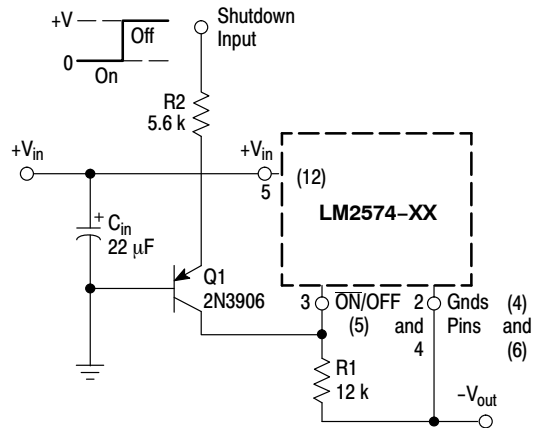 +V
Off
0
On
Shutdown
Input
R2
5.6 k
+Vin
+Vin
5
(12)
LM2574–XX
+
Cin
22 μF
Q1
2N3906
3
ON/OFF
(5)
2
and
4
Gnds
Pins
(4)
and
(6)
R1
12 k
–Vout